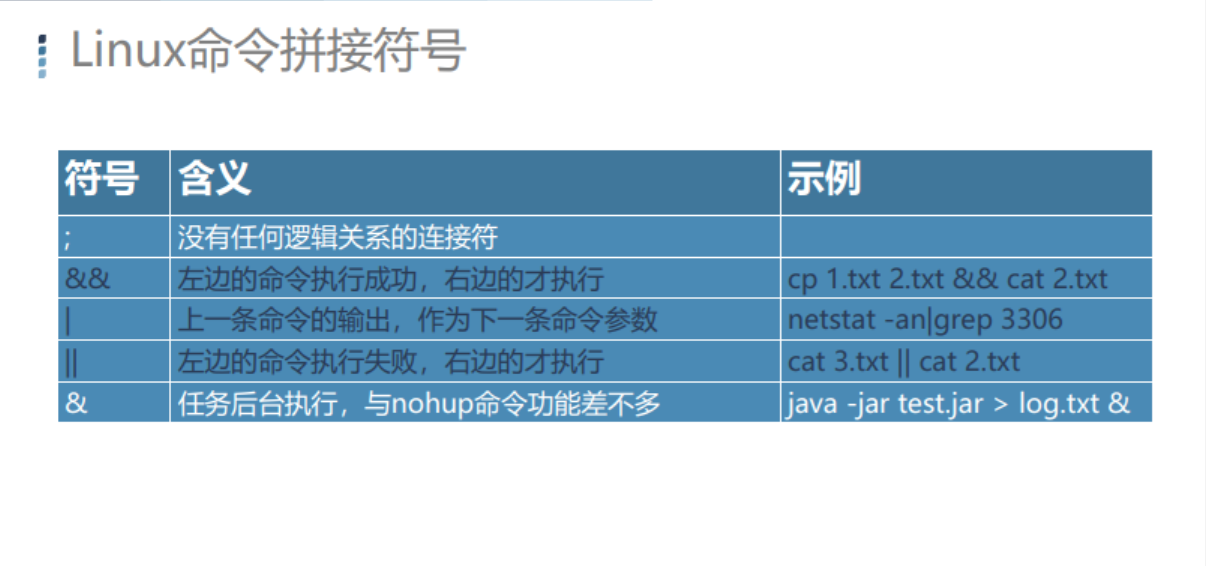 Linux命令拼接符号
符号 含义 示例
; 没有任何逻辑关系的连接符
&& 左边的命令执行成功，右边的才执行 cp 1.txt 2.txt && cat 2.txt
| 上一条命令的输出，作为下一条命令参数 netstat -an|grep 3306
|| 左边的命令执行失败，右边的才执行 cat 3.txt || cat 2.txt
& 任务后台执行，与nohup命令功能差不多 java -jar test.jar > log.txt &